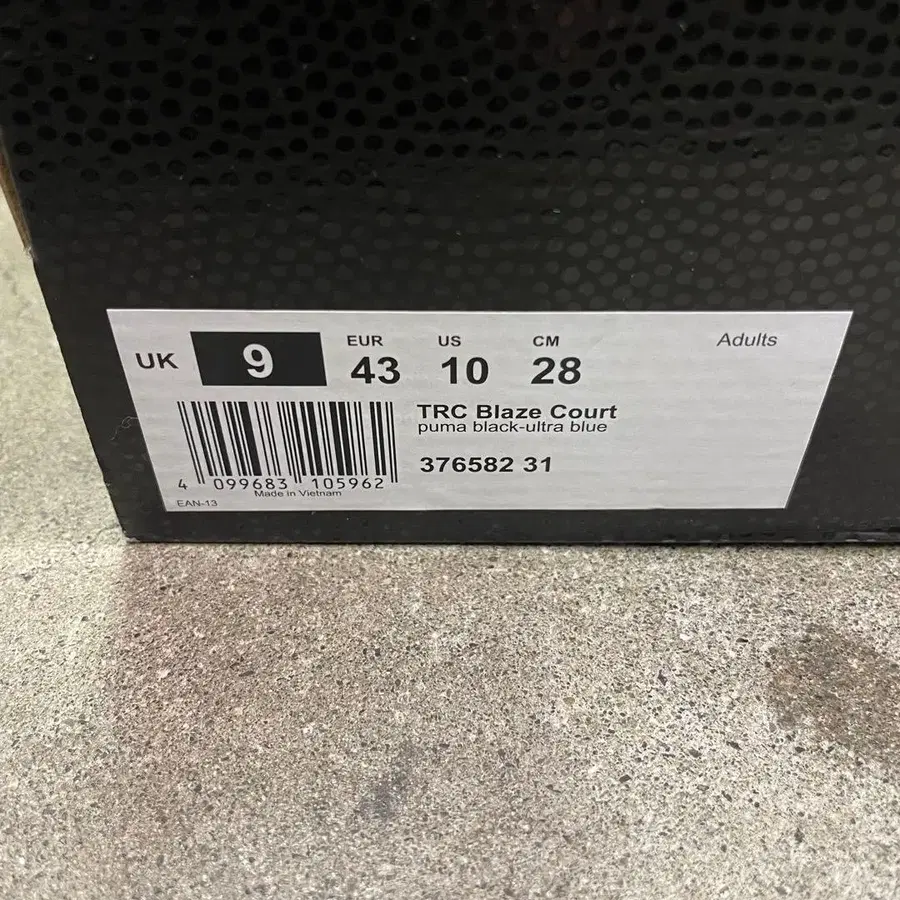 UK 9 EUR 43 US 10 CM 28 Adults
TRC Blaze Court
puma black-ultra blue
376582 31
4 099683 105962
Made in Vietnam
EAN-13